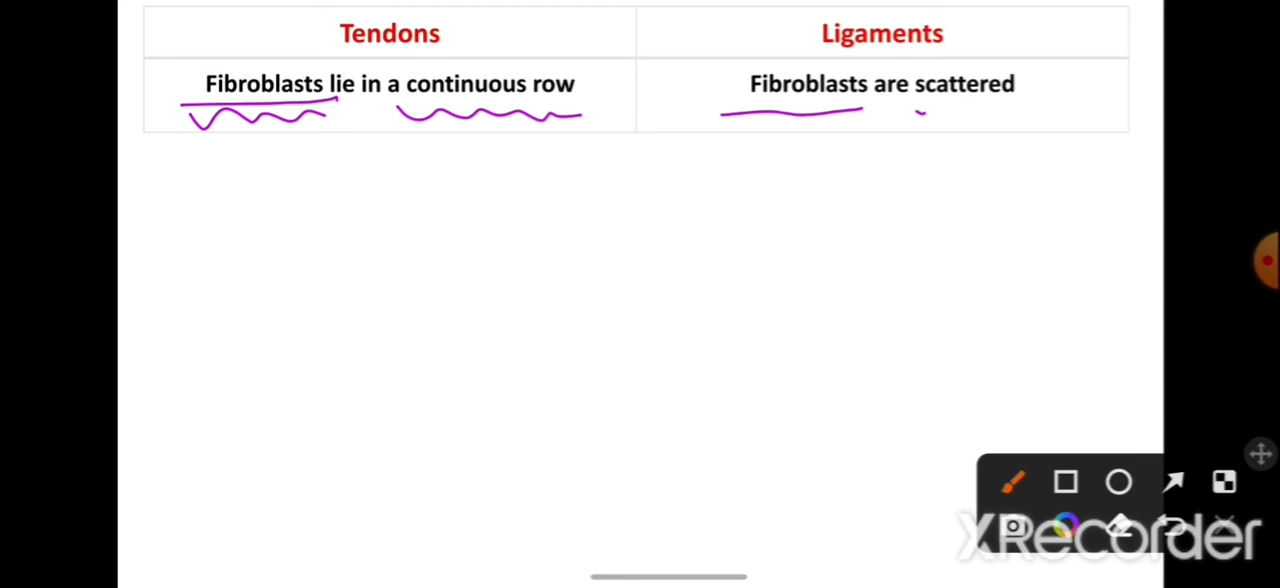 Tendons
Ligaments
Fibroblasts lie in a continuous row
Fibroblasts are scattered
XRecorder